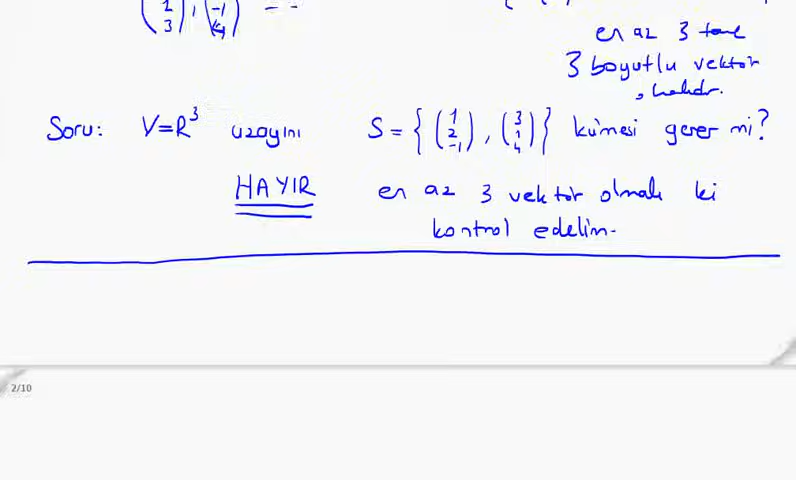 en az 3 tane
3 boyutlu vektör
olmalıdır.
Soru: V=R³ uzayını S = { (1 2 -1), (3 1 4) } kümesi gerer mi?
HAYIR en az 3 vektör olmalı ki
kontrol edelim.
2/10